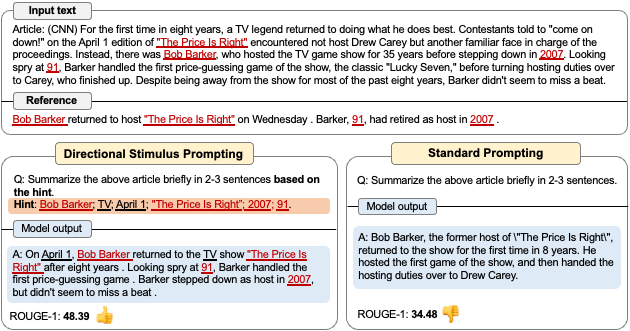 Input text
Article: (CNN) For the first time in eight years, a TV legend returned to doing what he does best. Contestants told to "come on
down!" on the April 1 edition of "The Price Is Right" encountered not host Drew Carey but another familiar face in charge of the
proceedings. Instead, there was Bob Barker, who hosted the TV game show for 35 years before stepping down in 2007. Looking
spry at 91, Barker handled the first price-guessing game of the show, the classic "Lucky Seven," before turning hosting duties over
to Carey, who finished up. Despite being away from the show for most of the past eight years, Barker didn't seem to miss a beat.
Reference
Bob Barker returned to host "The Price Is Right" on Wednesday . Barker, 91, had retired as host in 2007 .
Directional Stimulus Prompting
Q: Summarize the above article briefly in 2-3 sentences based on
the hint.
Hint: Bob Barker; TV; April 1; "The Price Is Right"; 2007; 91.
Model output
A: On April 1, Bob Barker returned to the TV show "The Price Is
Right" after eight years . Looking spry at 91, Barker handled the
first price-guessing game . Barker stepped down as host in 2007,
but didn't seem to miss a beat .
ROUGE-1: 48.39
Standard Prompting
Q: Summarize the above article briefly in 2-3 sentences.
Model output
A: Bob Barker, the former host of \"The Price Is Right\",
returned to the show for the first time in 8 years. He
hosted the first game of the show, and then handed the
hosting duties over to Drew Carey.
ROUGE-1: 34.48